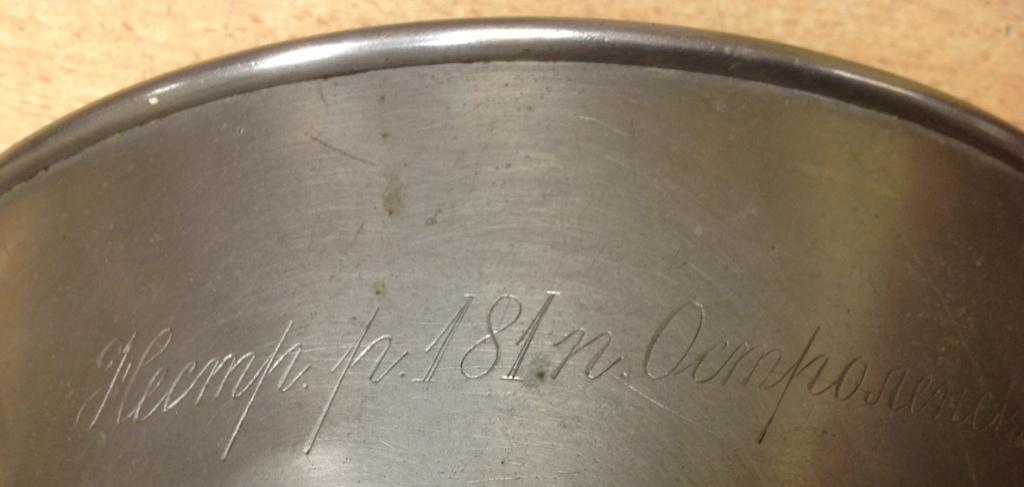 Нестр. р. 181 п. Остроленск